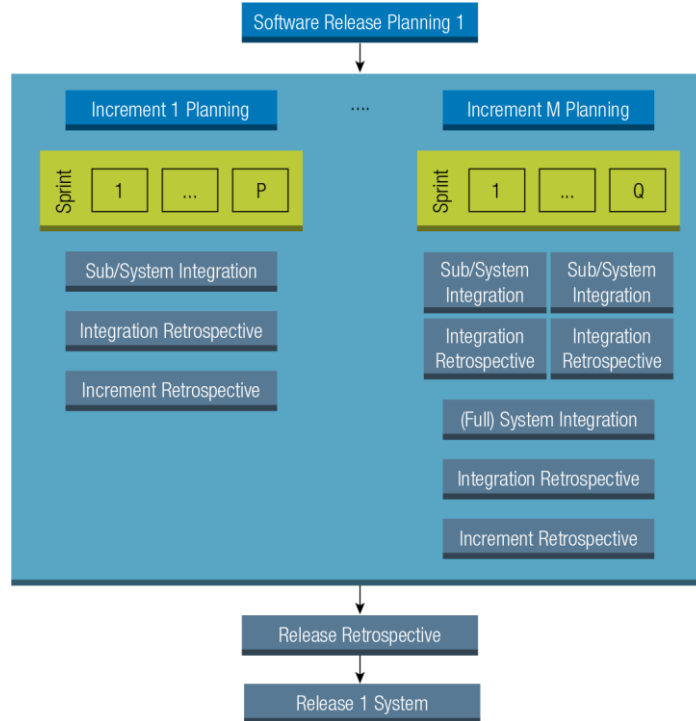 Software Release Planning 1
Increment 1 Planning
....
Increment M Planning
Sprint
1
...
P
Sprint
1
...
Q
Sub/System Integration
Integration Retrospective
Increment Retrospective
Sub/System
Integration
Sub/System
Integration
Integration
Retrospective
Integration
Retrospective
(Full) System Integration
Integration Retrospective
Increment Retrospective
Release Retrospective
Release 1 System